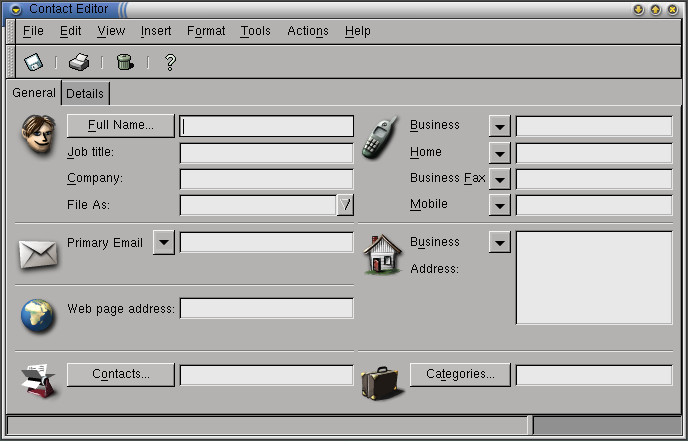 Contact Editor
File Edit View Insert Format Tools Actions Help
?
General Details
Full Name...
Job title:
Company:
File As:
Business
Home
Business Fax
Mobile
Primary Email
Business
Address:
Web page address:
Contacts...
Categories...